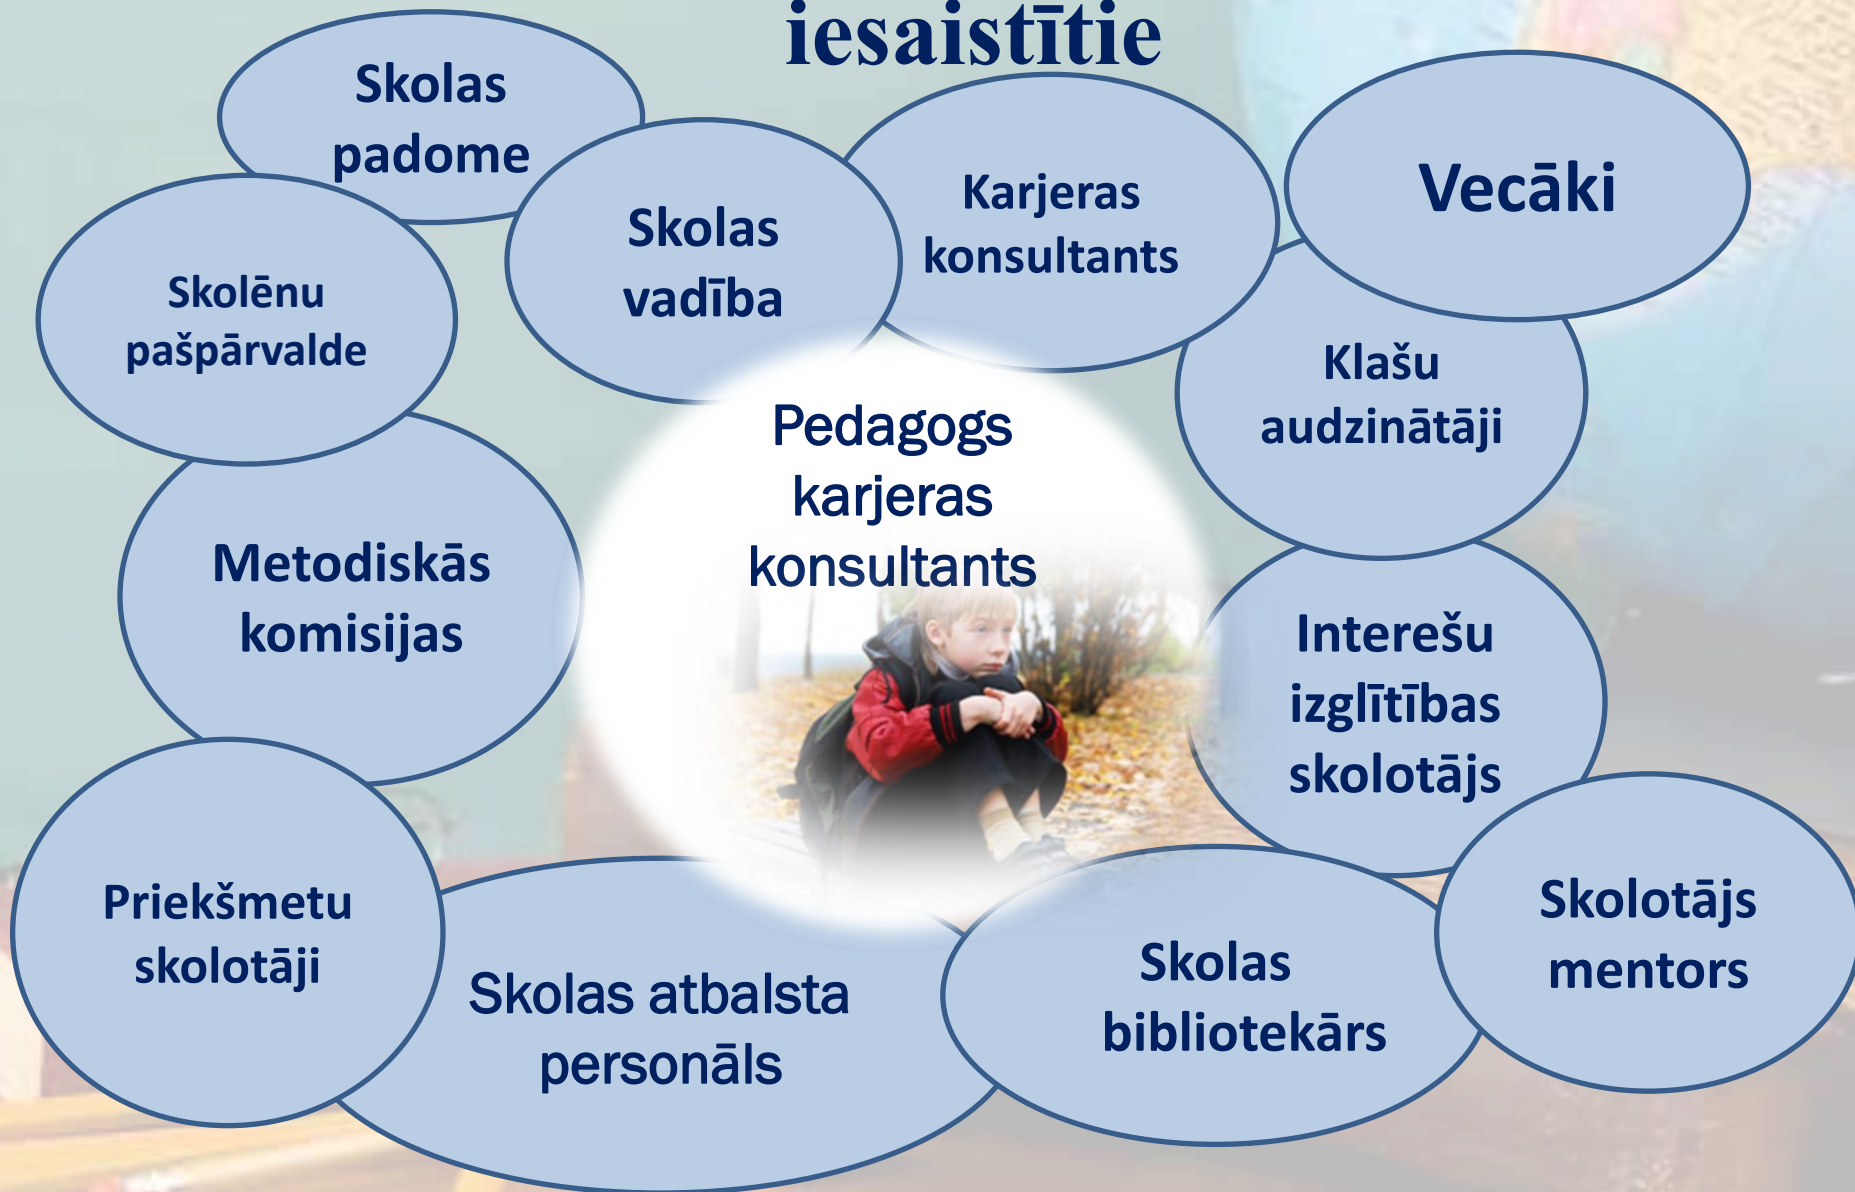 iesaistītie
Skolas
padome
Skolas
vadība
Karjeras
konsultants
Vecāki
Skolēnu
pašpārvalde
Klašu
audzinātāji
Pedagogs
karjeras
konsultants
Metodiskās
komisijas
Interešu
izglītības
skolotājs
Priekšmetu
skolotāji
Skolas atbalsta
personāls
Skolas
bibliotekārs
Skolotājs
mentors